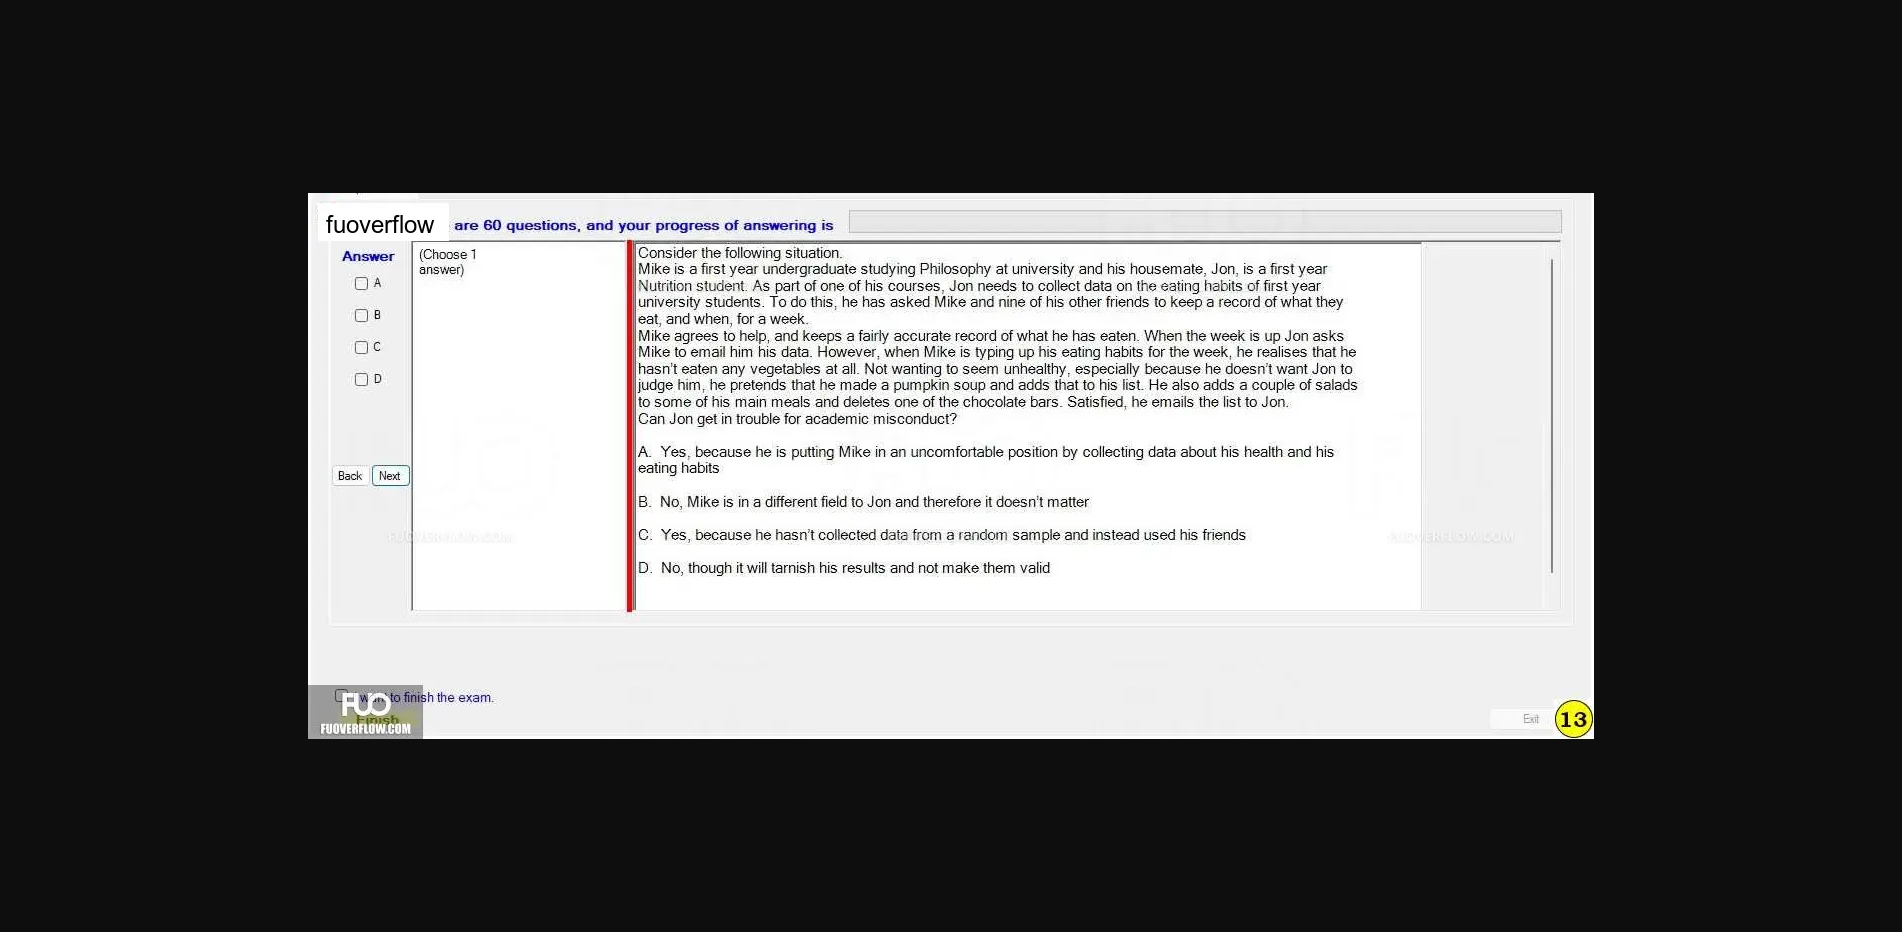 fuoverflow are 60 questions, and your progress of answering is
Answer
(Choose 1
answer)
A
B
C
D
Back Next
Consider the following situation.
Mike is a first year undergraduate studying Philosophy at university and his housemate, Jon, is a first year
Nutrition student. As part of one of his courses, Jon needs to collect data on the eating habits of first year
university students. To do this, he has asked Mike and nine of his other friends to keep a record of what they
eat, and when, for a week.
Mike agrees to help, and keeps a fairly accurate record of what he has eaten. When the week is up Jon asks
Mike to email him his data. However, when Mike is typing up his eating habits for the week, he realises that he
hasn't eaten any vegetables at all. Not wanting to seem unhealthy, especially because he doesn't want Jon to
judge him, he pretends that he made a pumpkin soup and adds that to his list. He also adds a couple of salads
to some of his main meals and deletes one of the chocolate bars. Satisfied, he emails the list to Jon.
Can Jon get in trouble for academic misconduct?
A. Yes, because he is putting Mike in an uncomfortable position by collecting data about his health and his
eating habits
B. No, Mike is in a different field to Jon and therefore it doesn't matter
C. Yes, because he hasn't collected data from a random sample and instead used his friends
D. No, though it will tarnish his results and not make them valid
FUOVERFLOW.COM
FUOVERFLOW.COM
want to finish the exam.
FUO
Finish
FUOVERFLOW.COM
Exit
13